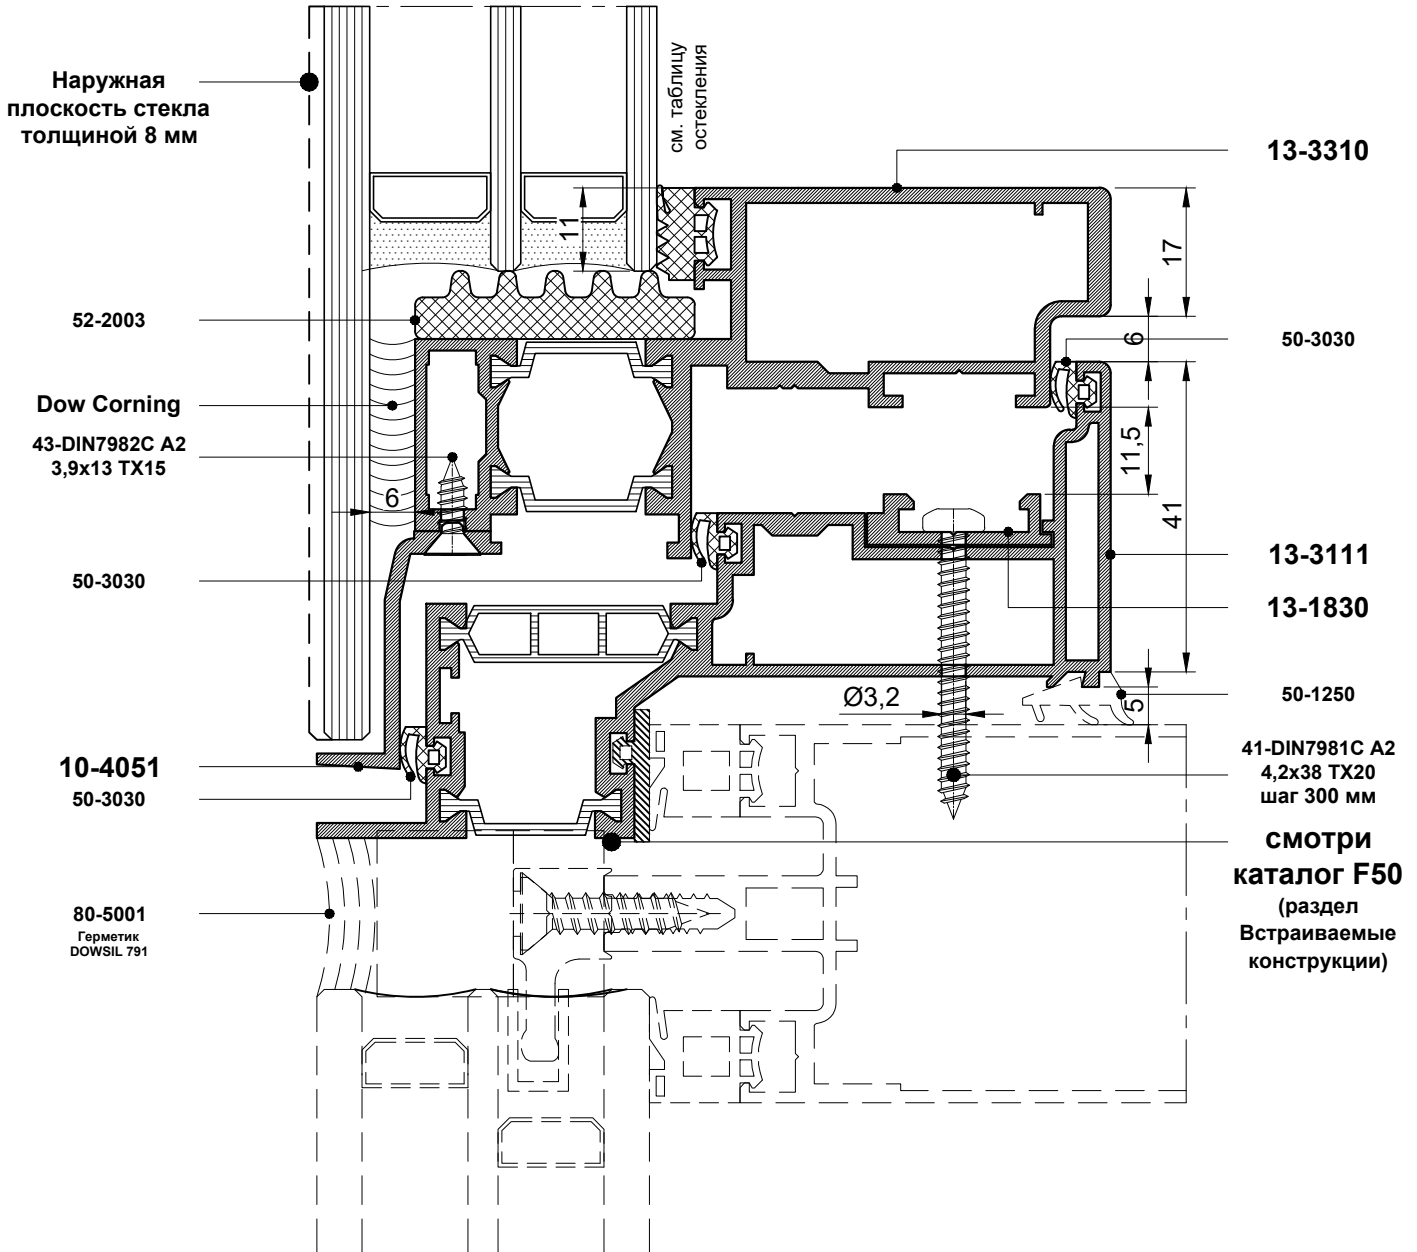 Наружная
плоскость стекла
толщиной 8 мм
см. таблицу
остекления
13-3310
11
17
52-2003
6
50-3030
Dow Corning
43-DIN7982C A2
3,9x13 TX15
11,5
6
41
13-3111
50-3030
13-1830
Ø3,2
5
50-1250
10-4051
50-3030
41-DIN7981C A2
4,2x38 TX20
шаг 300 мм
смотри
каталог F50
(раздел
Встраиваемые
конструкции)
80-5001
Герметик
DOWSIL 791